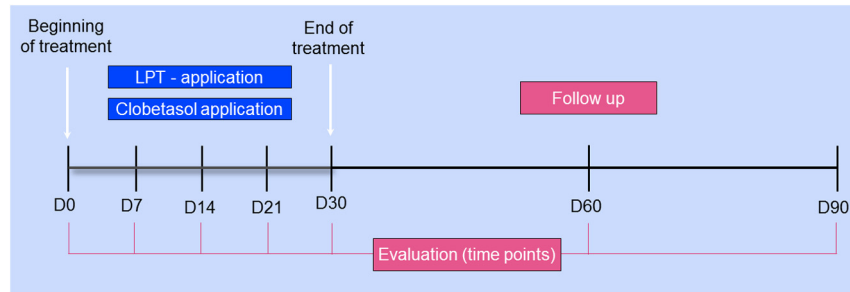 Beginning
of treatment
End of
treatment
LPT - application
Clobetasol application
Follow up
D0
D7
D14
D21
D30
D60
D90
Evaluation (time points)